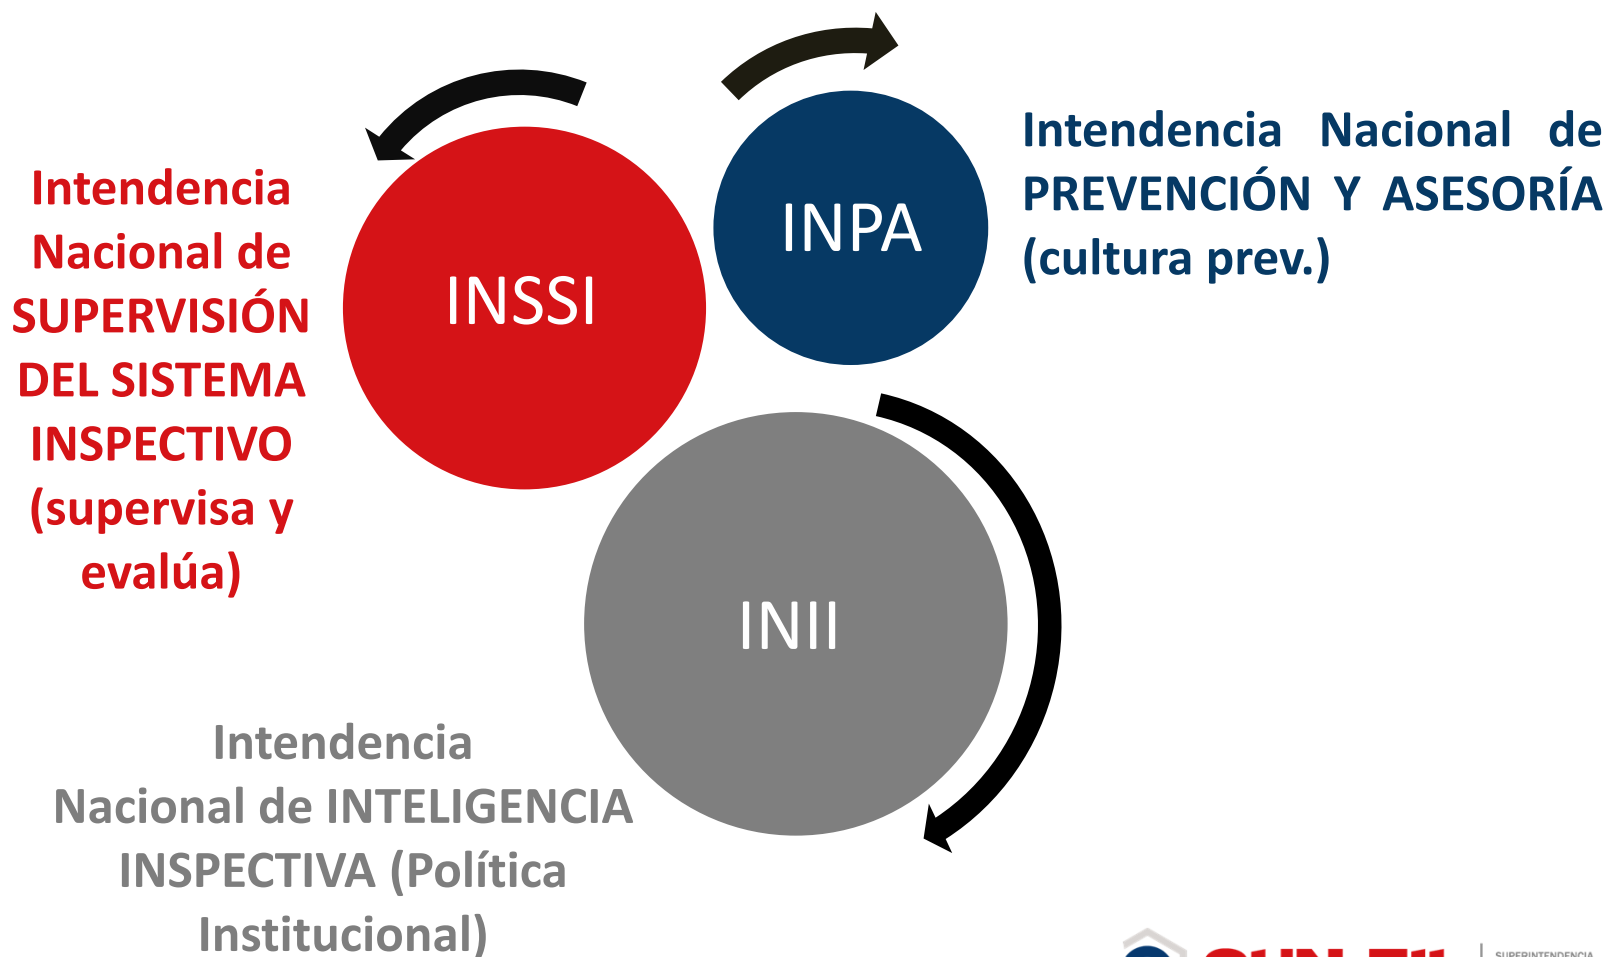 INPA
Intendencia Nacional de
PREVENCIÓN Y ASESORÍA
(cultura prev.)
INSSI
Intendencia
Nacional de
SUPERVISIÓN
DEL SISTEMA
INSPECTIVO
(supervisa y
evalúa)
INII
Intendencia
Nacional de INTELIGENCIA
INSPECTIVA (Política
Institucional)
SUPERINTENDENCIA